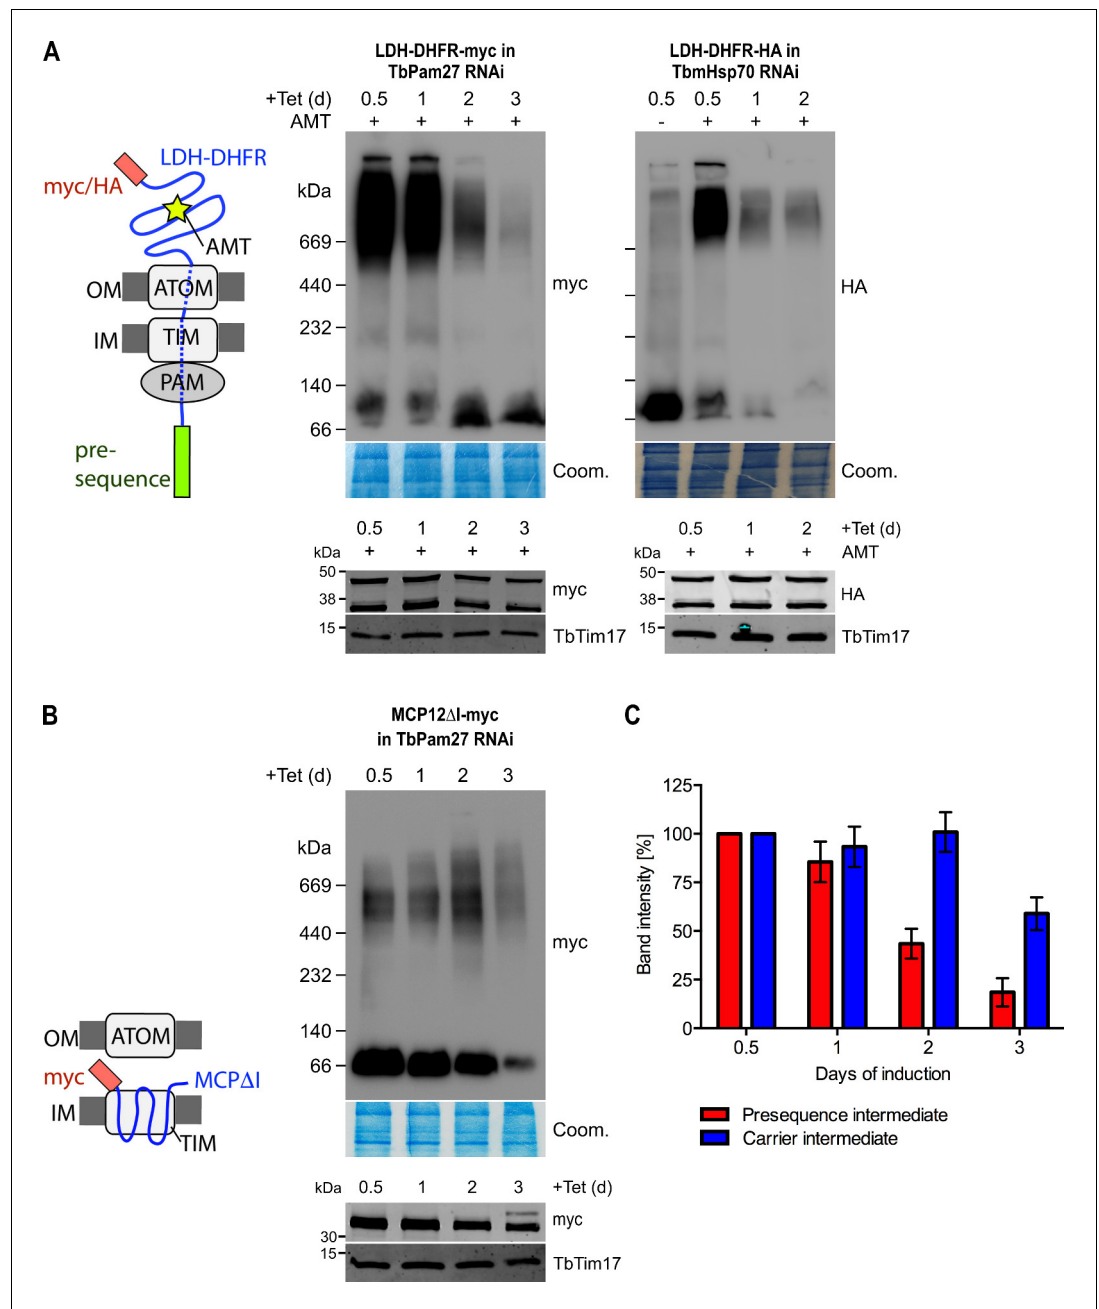 A
LDH-DHFR-myc in
TbPam27 RNAi
+Tet (d) 0.5 1 2 3
AMT + + + +
kDa
669
440
232
140
66
myc
Coom.
LDH-DHFR-HA in
TbmHsp70 RNAi
0.5 0.5 1 2
- + + +
HA
Coom.
LDH-DHFR
myc/HA
AMT
OM ATOM
IM TIM
PAM
pre-
sequence
0.5 1 2 3
kDa + + + +
50
38
myc
15
TbTim17
0.5 1 2 +Tet (d)
kDa + + + AMT
50
38
HA
15
TbTim17
B
MCP12ΔI-myc
in TbPam27 RNAi
+Tet (d) 0.5 1 2 3
kDa
669
440
232
140
66
myc
Coom.
OM ATOM
myc MCPΔI
IM
TIM
kDa 0.5 1 2 3 +Tet (d)
myc
30
15
TbTim17
C
Band intensity [%]
125
100
75
50
25
0
0.5 1 2 3
Days of induction
Presequence intermediate
Carrier intermediate